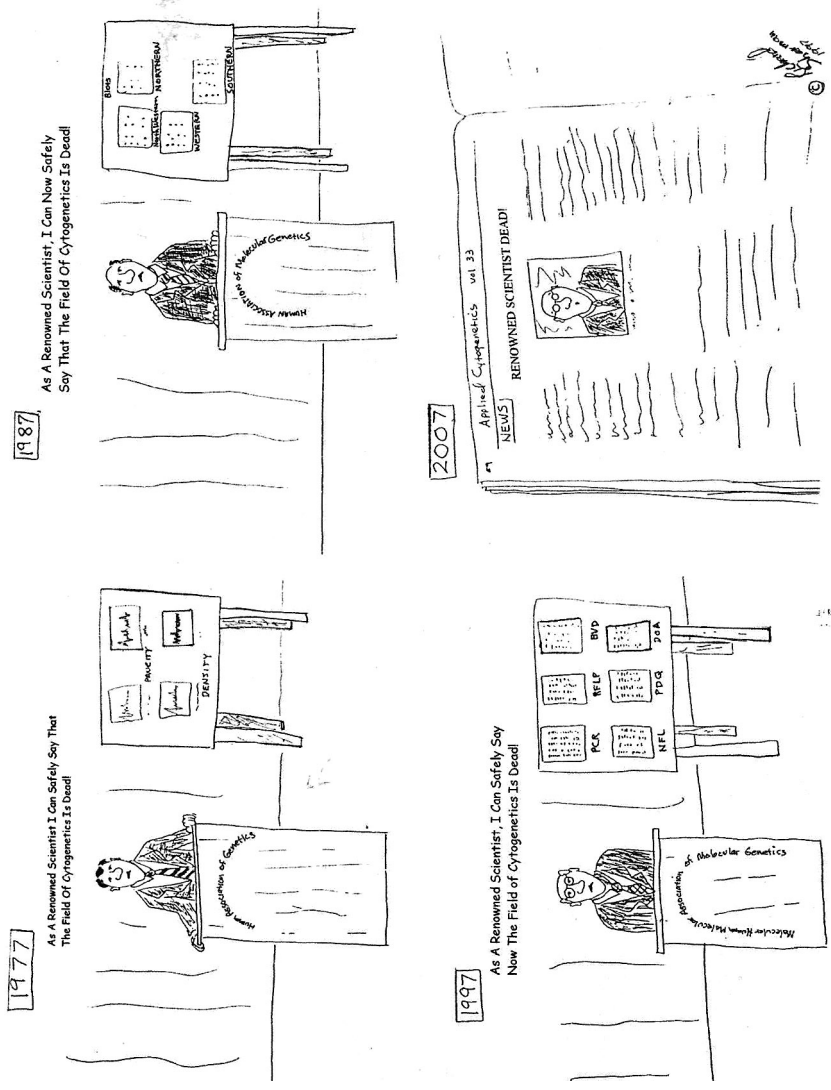 1977
As A Renowned Scientist I Can Safely Say That
The Field Of Cytogenetics Is Dead!
PAUCITY
DENSITY
Human Association of Genetics
1987
As A Renowned Scientist, I Can Now Safely
Say That The Field Of Cytogenetics Is Dead!
Blots
NorthWestern NORTHERN
WESTERN
SOUTHERN
HUMAN ASSOCIATION of Molecular Genetics
1997
As A Renowned Scientist, I Can Safely Say
Now The Field of Cytogenetics Is Dead!
PCR RFLP BVD
NFL PDQ DOA
Molecular Human Molecular Association of Molecular Genetics
2007
Applied Cytogenetics vol 33
NEWS
RENOWNED SCIENTIST DEAD!
©
1997